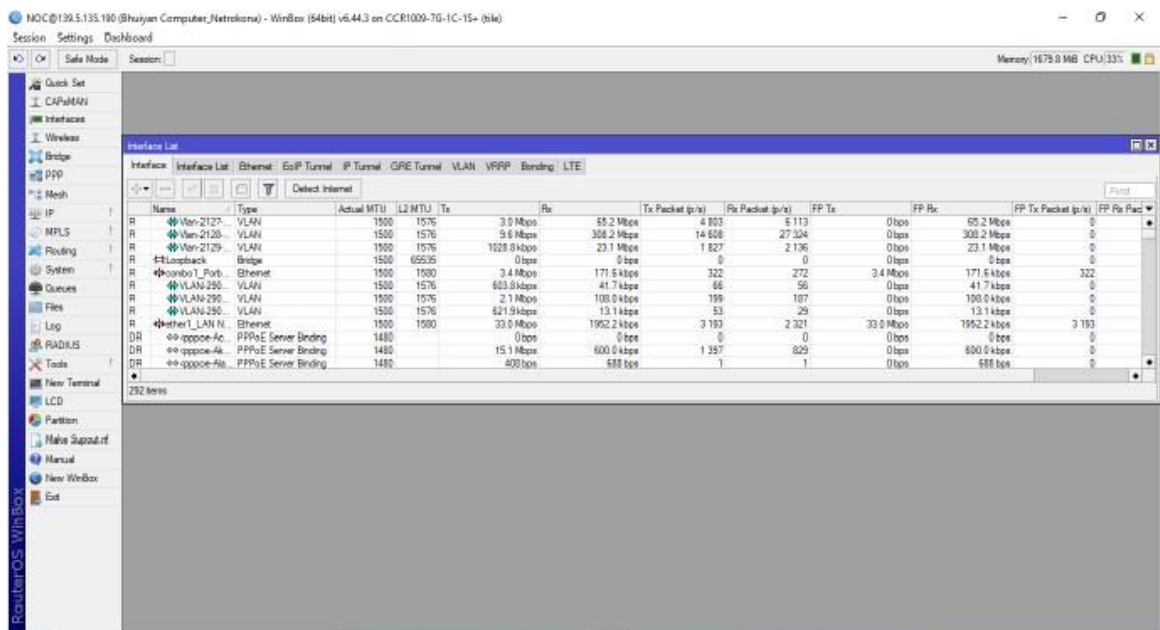 NOC@139.5.135.190 (Bhuiyan Computer_Netrokona) - WinBox (64bit) v6.44.3 on CCR1009-7G-1C-1S+ (tile)
Session Settings Dashboard
Safe Mode Session: Memory: 1679.8 MiB CPU: 33%
Quick Set
CAPsMAN
Interfaces
Wireless
Bridge
PPP
Mesh
IP
MPLS
Routing
System
Queues
Files
Log
RADIUS
Tools
New Terminal
LCD
Partition
Make Supout.rif
Manual
New WinBox
Exit
RouterOS WinBox
Interface List
Interface Interface List Ethernet EoIP Tunnel IP Tunnel GRE Tunnel VLAN VRRP Bonding LTE
Detect Internet Find
Name Type Actual MTU L2 MTU Tx Rx Tx Packet (p/s) Rx Packet (p/s) FP Tx FP Rx FP Tx Packet (p/s) FP Rx Pac
R Vlan-2127-... VLAN 1500 1576 3.0 Mbps 65.2 Mbps 4 803 6 113 0 bps 65.2 Mbps 0
R Vlan-2128-... VLAN 1500 1576 9.6 Mbps 308.2 Mbps 14 608 27 324 0 bps 308.2 Mbps 0
R Vlan-2129-... VLAN 1500 1576 1028.8 kbps 23.1 Mbps 1 827 2 136 0 bps 23.1 Mbps 0
R Loopback Bridge 1500 65535 0 bps 0 bps 0 0 0 bps 0 bps 0
R combo1_Porb... Ethernet 1500 1580 3.4 Mbps 171.6 kbps 322 272 3.4 Mbps 171.6 kbps 322
R VLAN-290... VLAN 1500 1576 603.8 kbps 41.7 kbps 66 56 0 bps 41.7 kbps 0
R VLAN-290... VLAN 1500 1576 2.1 Mbps 108.0 kbps 199 187 0 bps 108.0 kbps 0
R VLAN-290... VLAN 1500 1576 621.9 kbps 13.1 kbps 53 29 0 bps 13.1 kbps 0
R ether1_LAN N... Ethernet 1500 1580 33.0 Mbps 1952.2 kbps 3 193 2 321 33.0 Mbps 1952.2 kbps 3 193
DR PPPoE Server Binding 1480 0 bps 0 bps 0 0 0 bps 0 bps 0
DR PPPoE Server Binding 1480 15.1 Mbps 600.0 kbps 1 397 829 0 bps 600.0 kbps 0
DR PPPoE Server Binding 1480 408 bps 688 bps 1 1 0 bps 688 bps 0
292 items